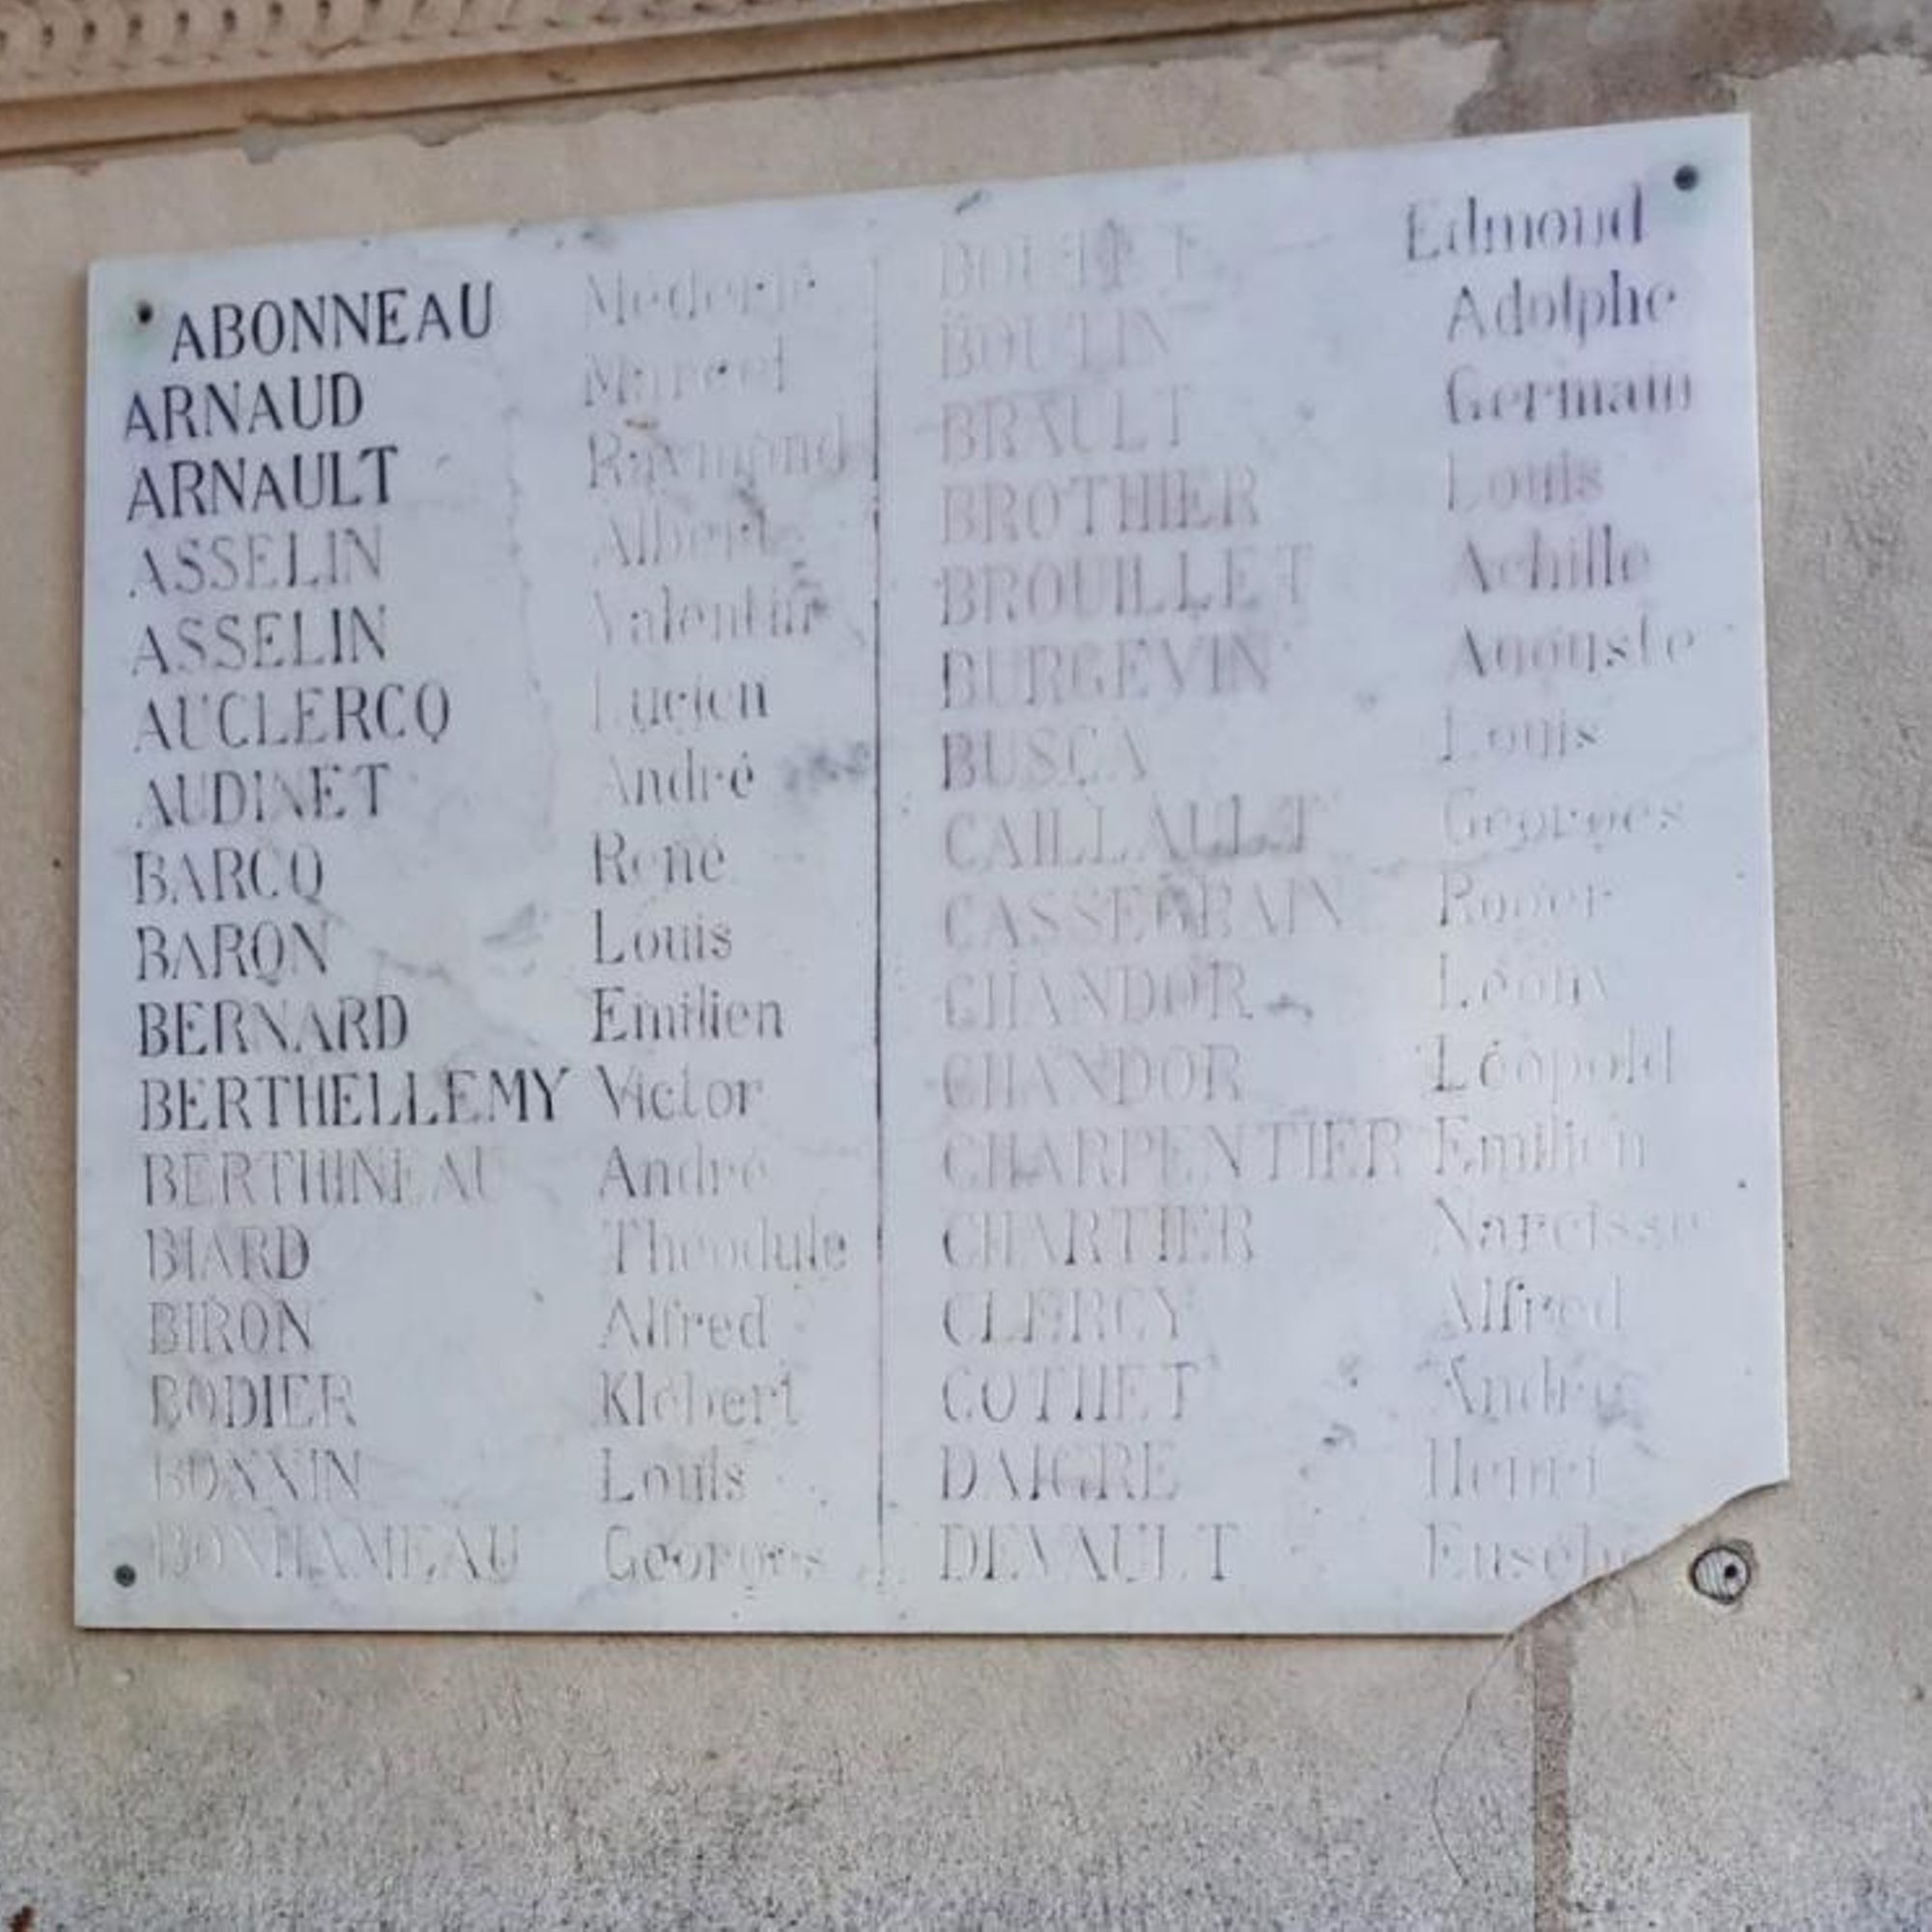 ABONNEAU Méderic
ARNAUD Marcel
ARNAULT Raymond
ASSELIN Albert
ASSELIN Valentin
AUCLERCQ Lucien
AUDINET André
BARCQ René
BARON Louis
BERNARD Emilien
BERTHELLEMY Victor
BERTHINEAU André
BIARD Théodule
BIRON Alfred
BODIER Klébert
BONNIN Louis
BONHAMEAU Georges
Edmond
BOUTIN Adolphe
BRAULT Germain
BROTHIER Louis
BROUILLET Achille
BURGEVIN Auguste
BUSCA Louis
CAILLAULT Georges
CASSEGRAIN Roger
CHANDOR
CHANDOR Léopold
CHARPENTIER Emilien
CHARTIER Narcisse
CLERCY Alfred
COTHET André
DAIGRE Henri
DEVAULT Eusèbe